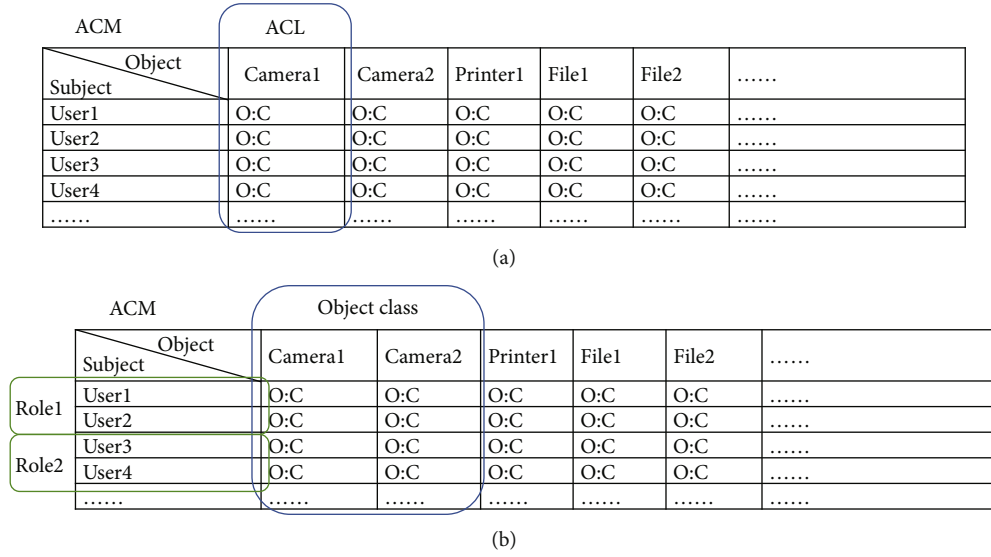 ACM ACL
Object
Subject
Camera1 Camera2 Printer1 File1 File2 ......
User1 O:C O:C O:C O:C O:C ......
User2 O:C O:C O:C O:C O:C ......
User3 O:C O:C O:C O:C O:C ......
User4 O:C O:C O:C O:C O:C ......
...... ...... ...... ...... ...... ...... ......
(a)
ACM Object class
Object
Subject
Camera1 Camera2 Printer1 File1 File2 ......
Role1
User1 O:C O:C O:C O:C O:C ......
User2 O:C O:C O:C O:C O:C ......
Role2
User3 O:C O:C O:C O:C O:C ......
User4 O:C O:C O:C O:C O:C ......
...... ...... ...... ...... ...... ...... ......
(b)